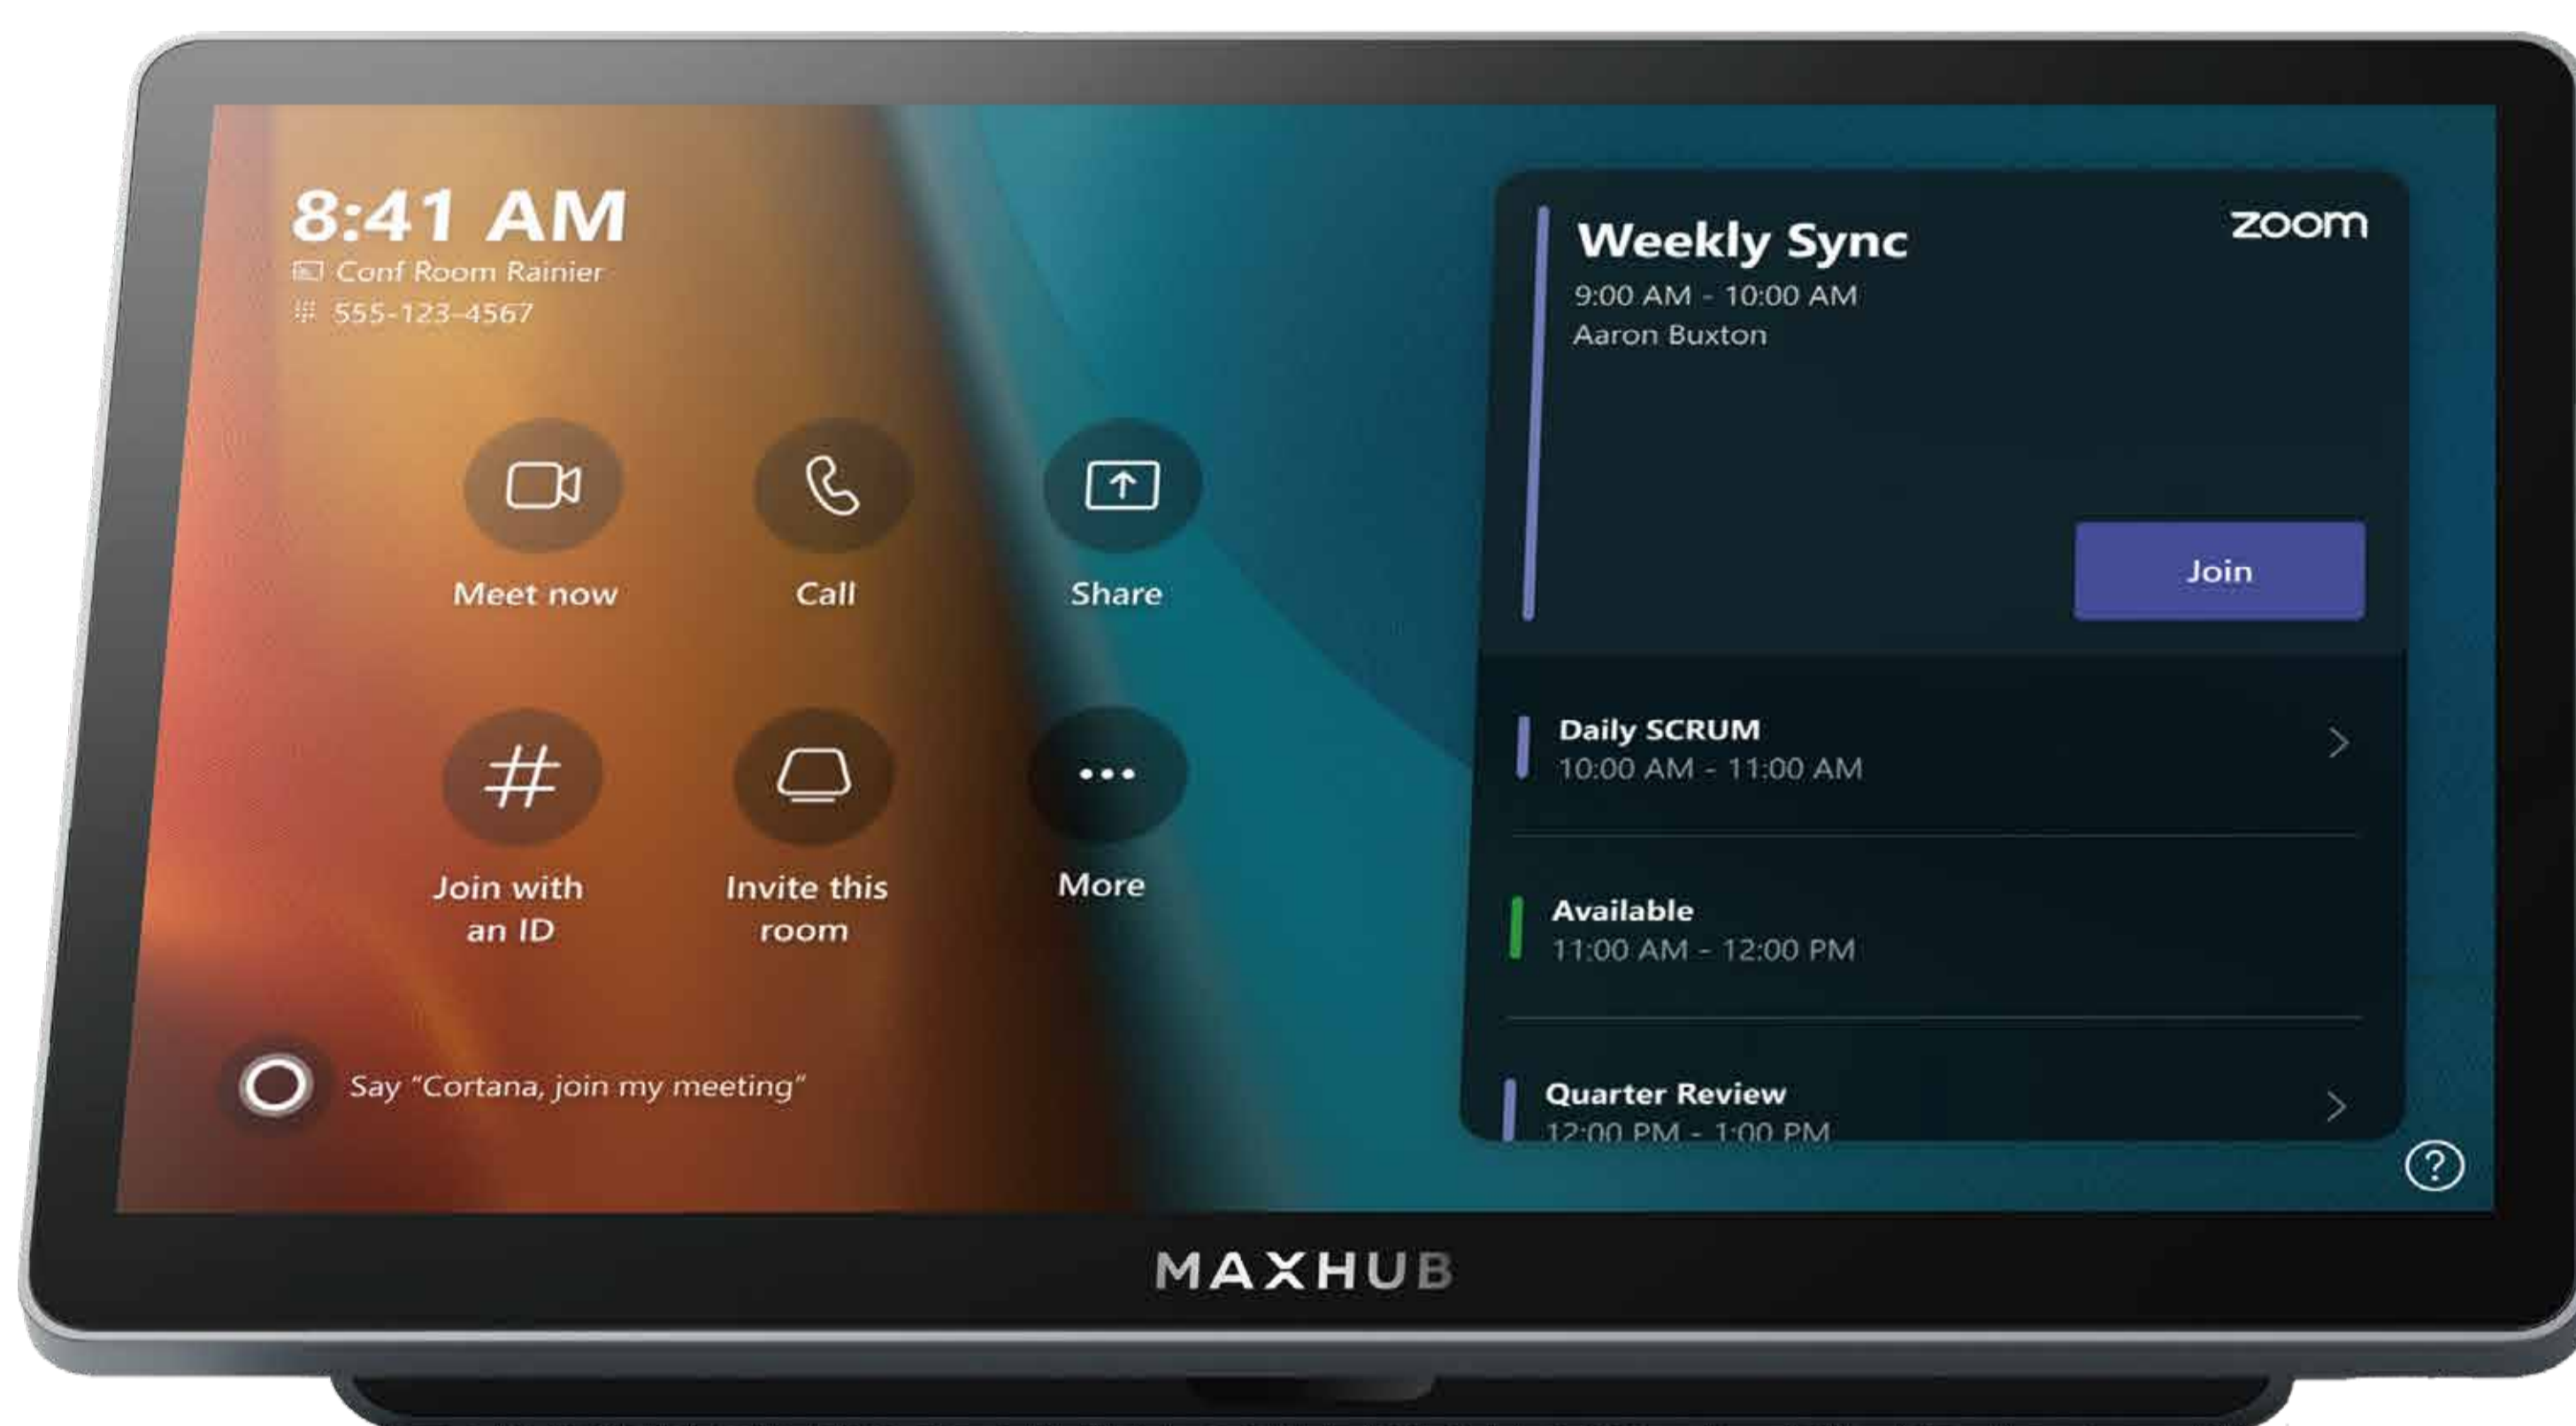 8:41 AM
Conf Room Rainier
555-123-4567
Meet now
Call
Share
Join with
an ID
Invite this
room
More
Say "Cortana, join my meeting"
Weekly Sync
zoom
9:00 AM - 10:00 AM
Aaron Buxton
Join
Daily SCRUM
10:00 AM - 11:00 AM
Available
11:00 AM - 12:00 PM
Quarter Review
12:00 PM - 1:00 PM
?
MAXHUB